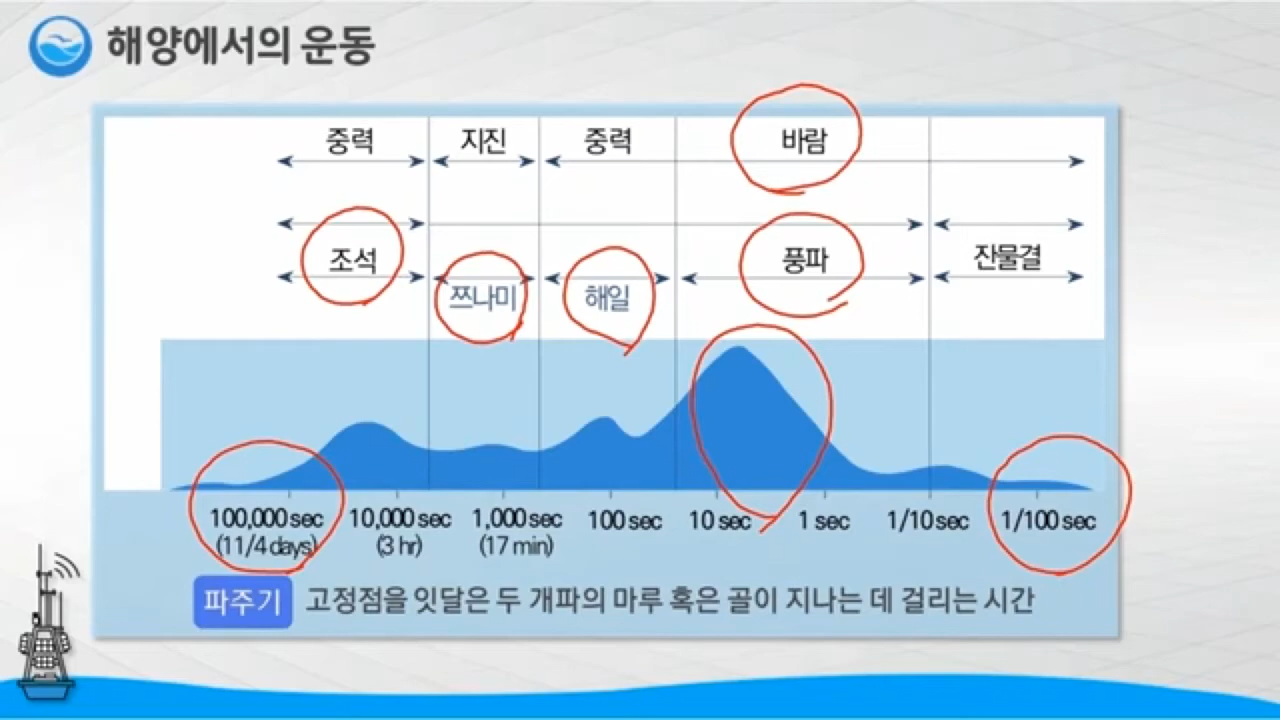 해양에서의 운동
중력 지진 중력 바람
조석 쯔나미 해일 풍파 잔물결
100,000 sec 10,000 sec 1,000 sec 100 sec 10 sec 1 sec 1/10 sec 1/100 sec
(11/4 days) (3 hr) (17 min)
파주기 고정점을 잇달은 두 개파의 마루 혹은 골이 지나는 데 걸리는 시간